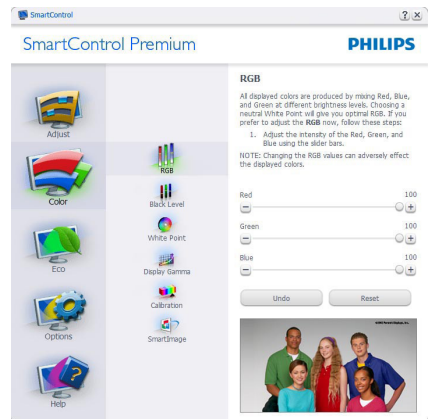 SmartControl
SmartControl Premium
PHILIPS
Adjust
Color
Eco
Options
Help
RGB
Black Level
White Point
Display Gamma
Calibration
SmartImage
RGB
All displayed colors are produced by mixing Red, Blue,
and Green at different brightness levels. Choosing a
neutral White Point will give you optimal RGB. If you
prefer to adjust the RGB now, follow these steps:
1. Adjust the intensity of the Red, Green, and
Blue using the slider bars.
NOTE: Changing the RGB values can adversely effect
the displayed colors.
Red 100
Green 100
Blue 100
Undo Reset